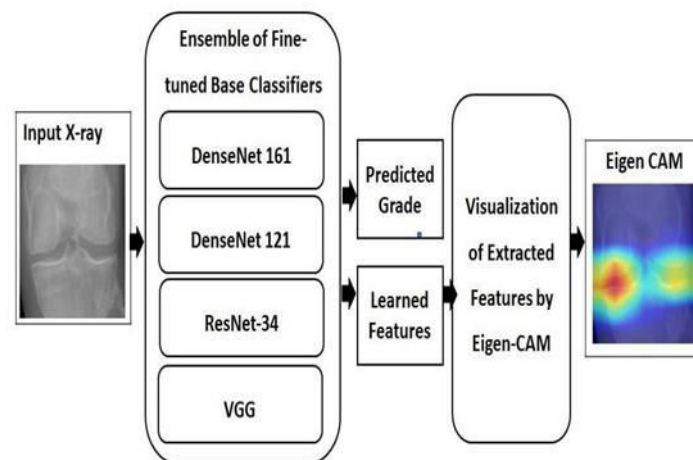 Ensemble of Fine-
tuned Base Classifiers
Input X-ray
DenseNet 161
DenseNet 121
ResNet-34
VGG
Predicted
Grade
Learned
Features
Visualization
of Extracted
Features by
Eigen-CAM
Eigen CAM